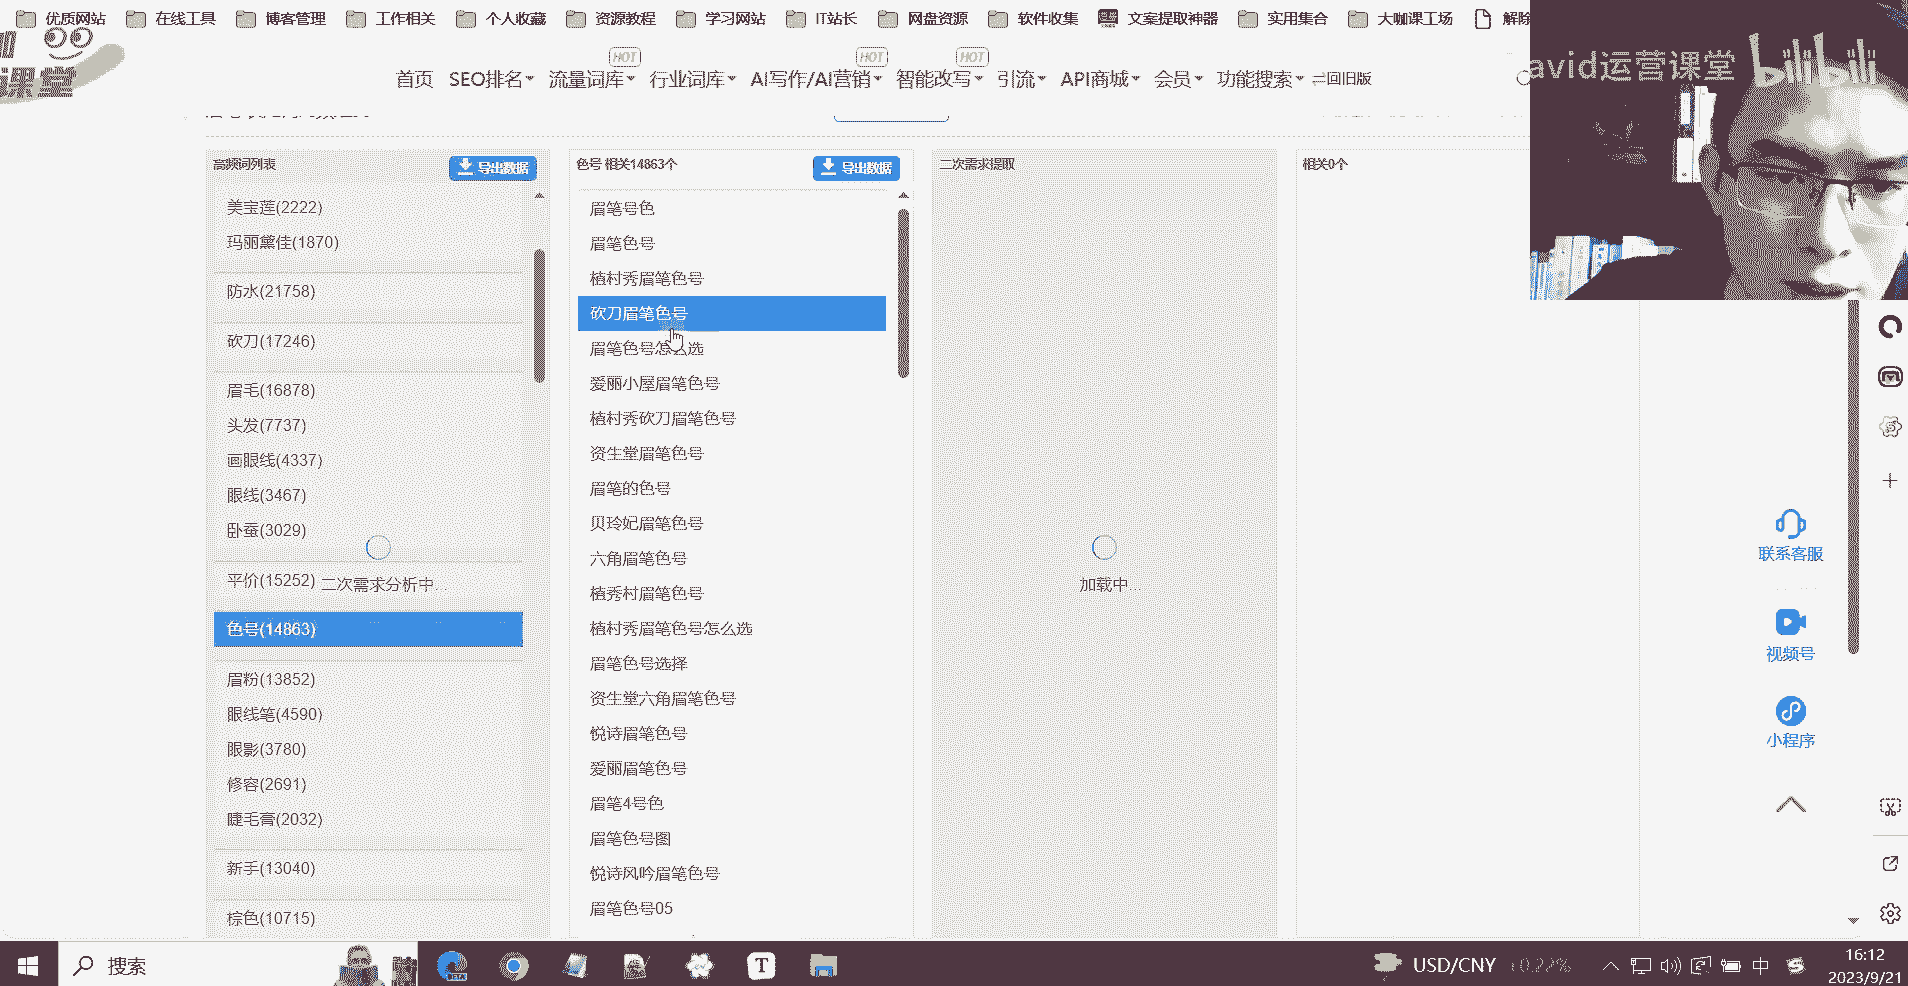 优质网站 在线工具 博客管理 工作相关 个人收藏 资源教程 学习网站 IT站长 网盘资源 软件收集 文案提取神器 实用集合 大咖课工场 解除
课堂
avid运营课堂 bilibili
HOT HOT HOT
首页 SEO排名 流量词库 行业词库 AI写作/AI营销 智能改写 引流 API商城 会员 功能搜索 回旧版
高频词列表 导出数据
美宝莲(2222)
玛丽黛佳(1870)
防水(21758)
砍刀(17246)
眉毛(16878)
头发(7737)
画眼线(4337)
眼线(3467)
卧蚕(3029)
平价(15252) 二次需求分析中...
色号(14863)
眉粉(13852)
眼线笔(4590)
眼影(3780)
修容(2691)
睫毛膏(2032)
新手(13040)
棕色(10715)
色号 相关14863个 导出数据
眉笔号色
眉笔色号
植村秀眉笔色号
砍刀眉笔色号
眉笔色号怎么选
爱丽小屋眉笔色号
植村秀砍刀眉笔色号
资生堂眉笔色号
眉笔的色号
贝玲妃眉笔色号
六角眉笔色号
植秀村眉笔色号
植村秀眉笔色号怎么选
眉笔色号选择
资生堂六角眉笔色号
悦诗眉笔色号
爱丽眉笔色号
眉笔4号色
眉笔色号图
悦诗风吟眉笔色号
眉笔色号05
二次需求提取
加载中...
相关0个
联系客服
视频号
小程序
搜索
T
USD/CNY +0.22%
中
16:12
2023/9/21